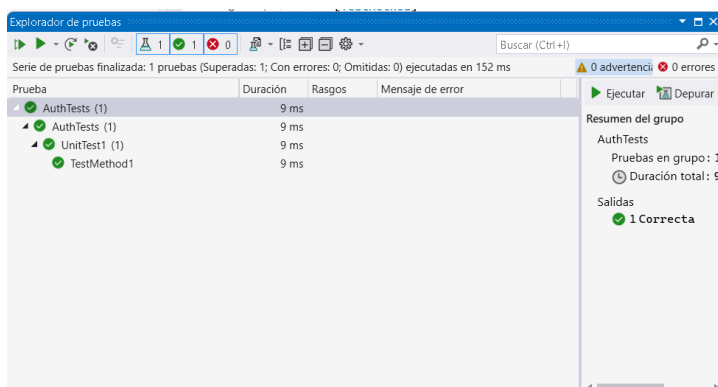 Explorador de pruebas
1 1 0 Buscar (Ctrl+I)
Serie de pruebas finalizada: 1 pruebas (Superadas: 1; Con errores: 0; Omitidas: 0) ejecutadas en 152 ms 0 advertencia 0 errores
Prueba Duración Rasgos Mensaje de error
Ejecutar Depurar
AuthTests (1) 9 ms
Resumen del grupo
AuthTests (1) 9 ms
AuthTests
UnitTest1 (1) 9 ms
Pruebas en grupo: 1
TestMethod1 9 ms
Duración total: 9
Salidas
1 Correcta